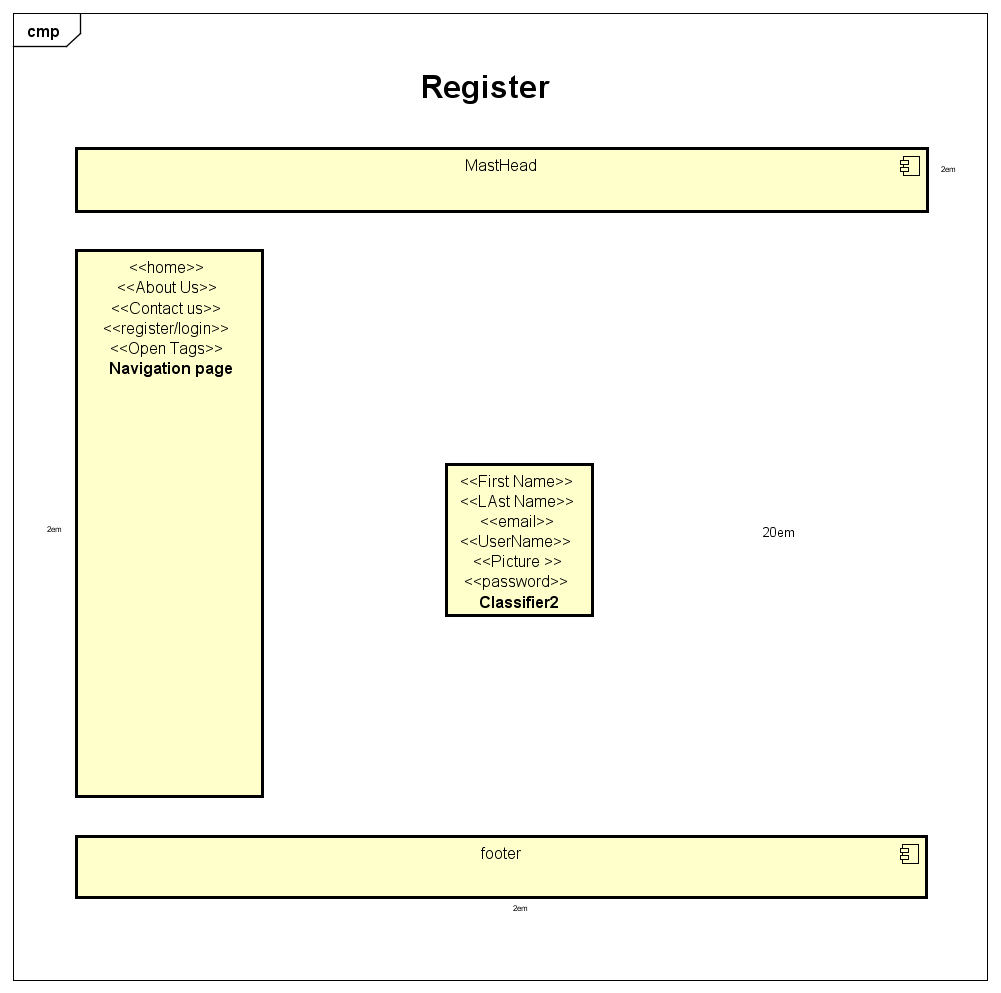 cmp
Register
MastHead
2em
<<home>>
<<About Us>>
<<Contact us>>
<<register/login>>
<<Open Tags>>
Navigation page
<<First Name>>
<<LAst Name>>
<<email>>
<<UserName>>
<<Picture >>
<<password>>
Classifier2
2em
20em
footer
2em